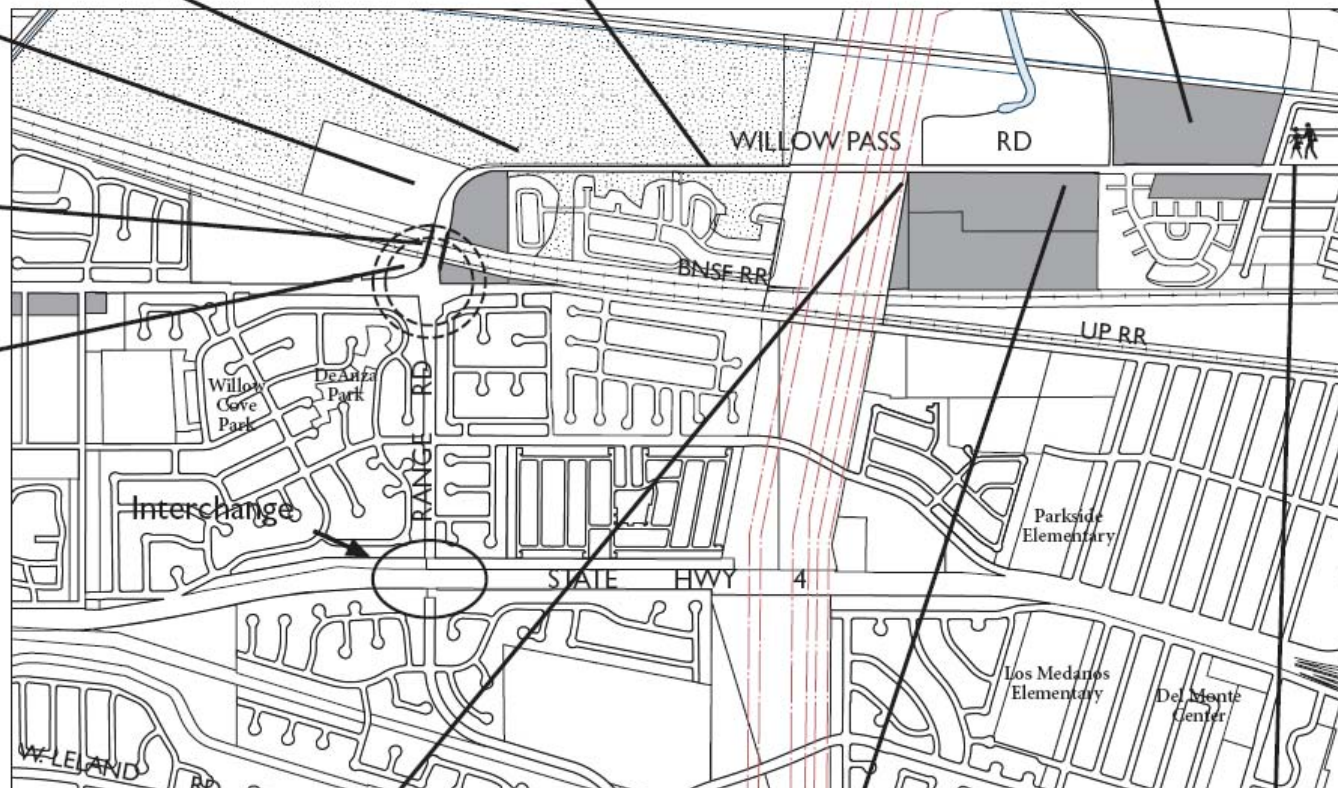 WILLOW PASS RD
BNSF RR
UP RR
Willow
Cove
Park
DeAnza
Park
RANGE RD
Interchange
Parkside
Elementary
STATE HWY 4
Los Medanos
Elementary
Del Monte
Center
W. LELAND RD